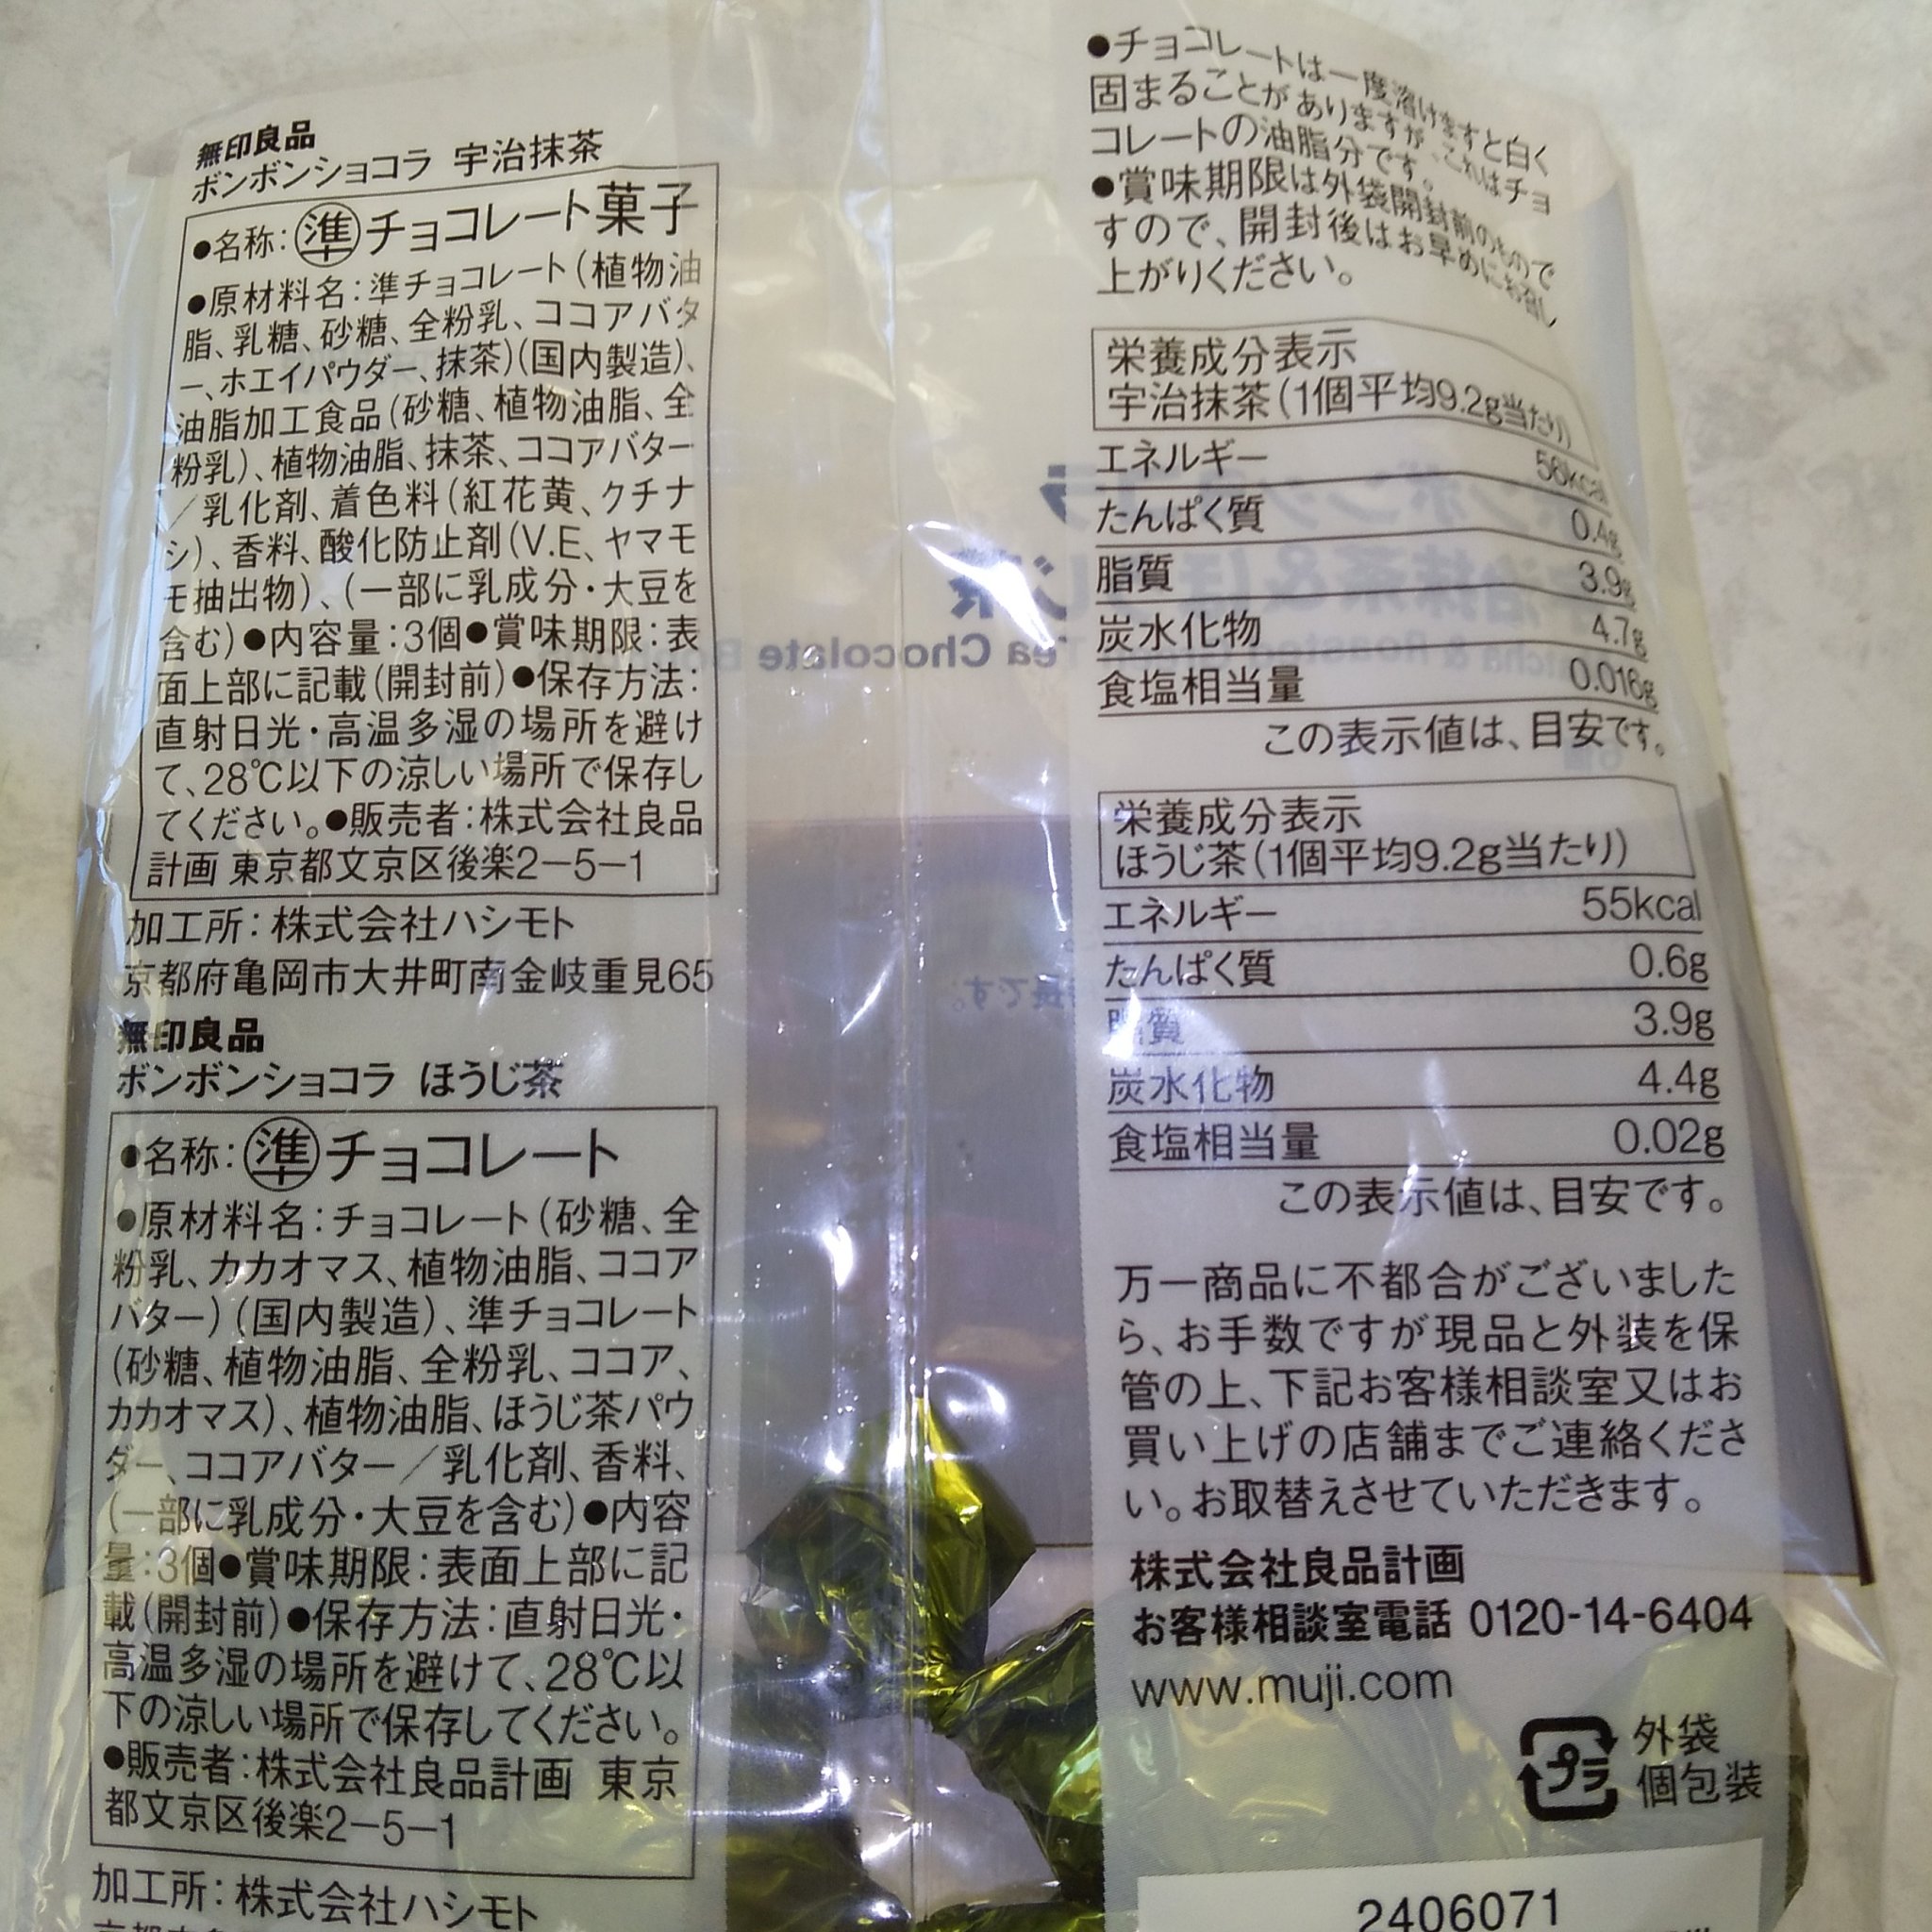 無印良品
ボンボンショコラ 宇治抹茶
●名称:㊜チョコレート菓子
●原材料名:準チョコレート(植物油
脂、乳糖、砂糖、全粉乳、ココアバタ
ー、ホエイパウダー、抹茶)(国内製造)、
油脂加工食品(砂糖、植物油脂、全
粉乳)、植物油脂、抹茶、ココアバター
/乳化剤、着色料(紅花黄、クチナ
シ)、香料、酸化防止剤(V.E、ヤマモ
モ抽出物)、(一部に乳成分・大豆を
含む)●内容量:3個●賞味期限:表
面上部に記載(開封前)●保存方法:
直射日光・高温多湿の場所を避け
て、28℃以下の涼しい場所で保存し
てください。●販売者:株式会社良品
計画 東京都文京区後楽2-5-1
加工所:株式会社ハシモト
京都府亀岡市大井町南金岐重見65
無印良品
ボンボンショコラ ほうじ茶
●名称:準チョコレート
●原材料名:チョコレート(砂糖、全
粉乳、カカオマス、植物油脂、ココア
バター)(国内製造)、準チョコレート
(砂糖、植物油脂、全粉乳、ココア、
カカオマス)、植物油脂、ほうじ茶パウ
ダー、ココアバター/乳化剤、香料、
(一部に乳成分・大豆を含む)●内容
量:3個●賞味期限:表面上部に記
載(開封前)●保存方法:直射日光・
高温多湿の場所を避けて、28℃以
下の涼しい場所で保存してください。
●販売者:株式会社良品計画 東京
都文京区後楽2-5-1
加工所:株式会社ハシモト
●チョコレートは一度溶けますと白く
固まることがありますが、これはチョ
コレートの油脂分です。
●賞味期限は外袋開封前のもので
すので、開封後はお早めにお召し
上がりください。
栄養成分表示
宇治抹茶(1個平均9.2g当たり)
エネルギー 56kcal
たんぱく質 0.4g
脂質 3.9g
炭水化物 4.7g
食塩相当量 0.016g
この表示値は、目安です。
栄養成分表示
ほうじ茶(1個平均9.2g当たり)
エネルギー 55kcal
たんぱく質 0.6g
脂質 3.9g
炭水化物 4.4g
食塩相当量 0.02g
この表示値は、目安です。
万一商品に不都合がございました
ら、お手数ですが現品と外装を保
管の上、下記お客様相談室又はお
買い上げの店舗までご連絡くださ
い。お取替えさせていただきます。
株式会社良品計画
お客様相談室電話 0120-14-6404
www.muji.com
プラ 外袋
個包装
2406071